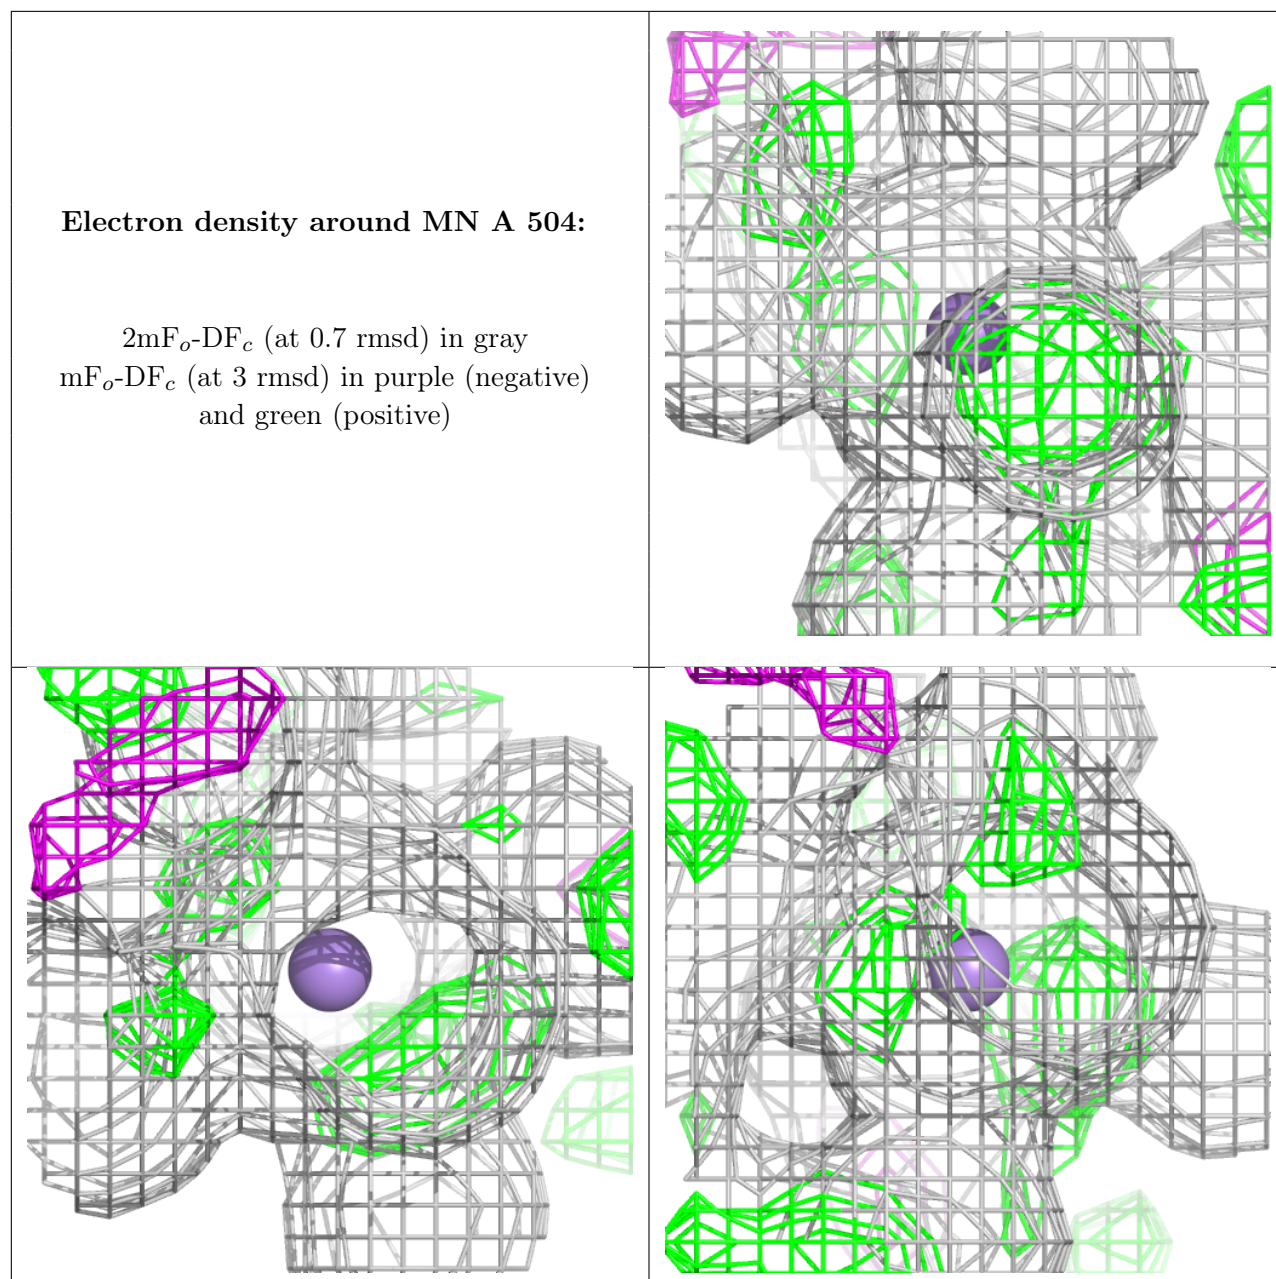 Electron density around MN A 504:
2mFo-DFc (at 0.7 rmsd) in gray
mFo-DFc (at 3 rmsd) in purple (negative)
and green (positive)